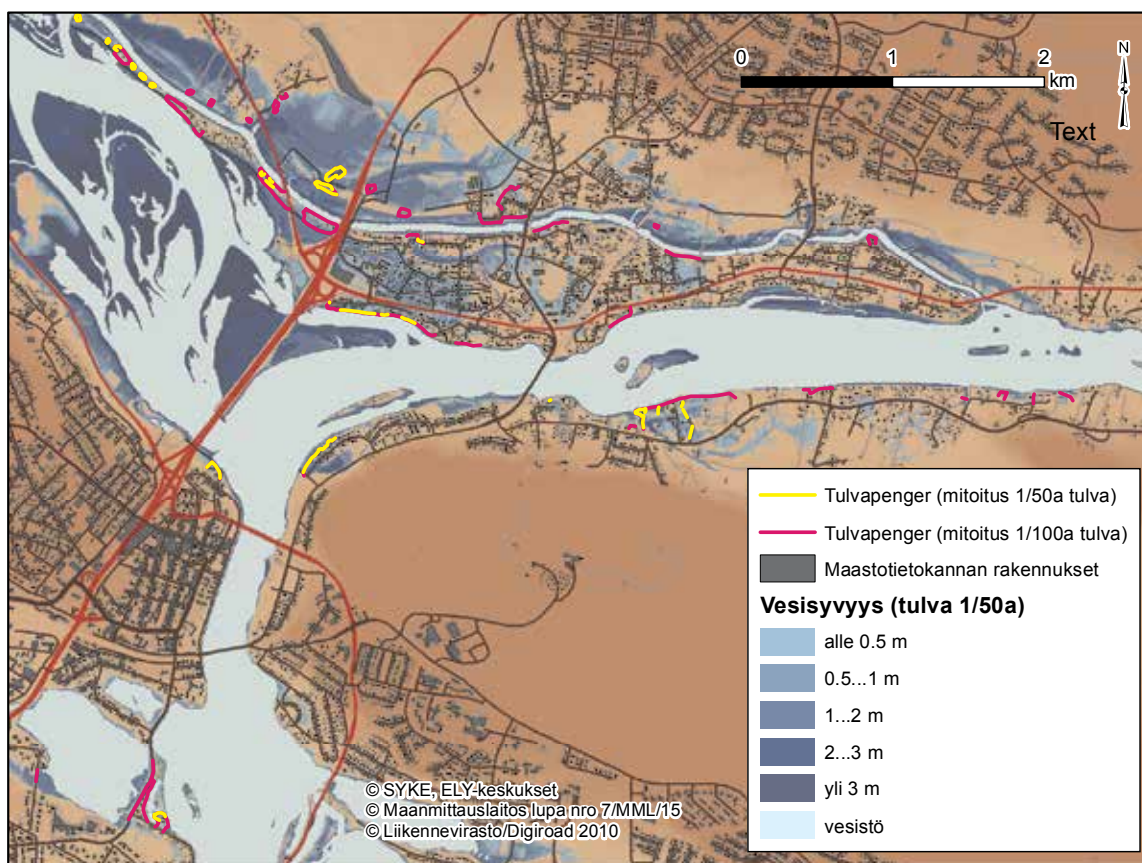 0 1 2
km
N
Text
Tulvapenger (mitoitus 1/50a tulva)
Tulvapenger (mitoitus 1/100a tulva)
Maastotietokannan rakennukset
Vesisyvyys (tulva 1/50a)
alle 0.5 m
0.5...1 m
1...2 m
2...3 m
yli 3 m
vesistö
© SYKE, ELY-keskukset
© Maanmittauslaitos lupa nro 7/MML/15
© Liikennevirasto/Digiroad 2010